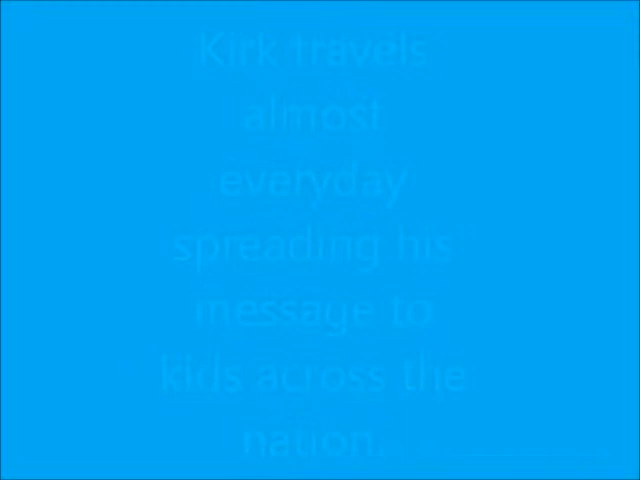 Kirk travels
almost
everyday
spreading his
message to
kids across the
nation.